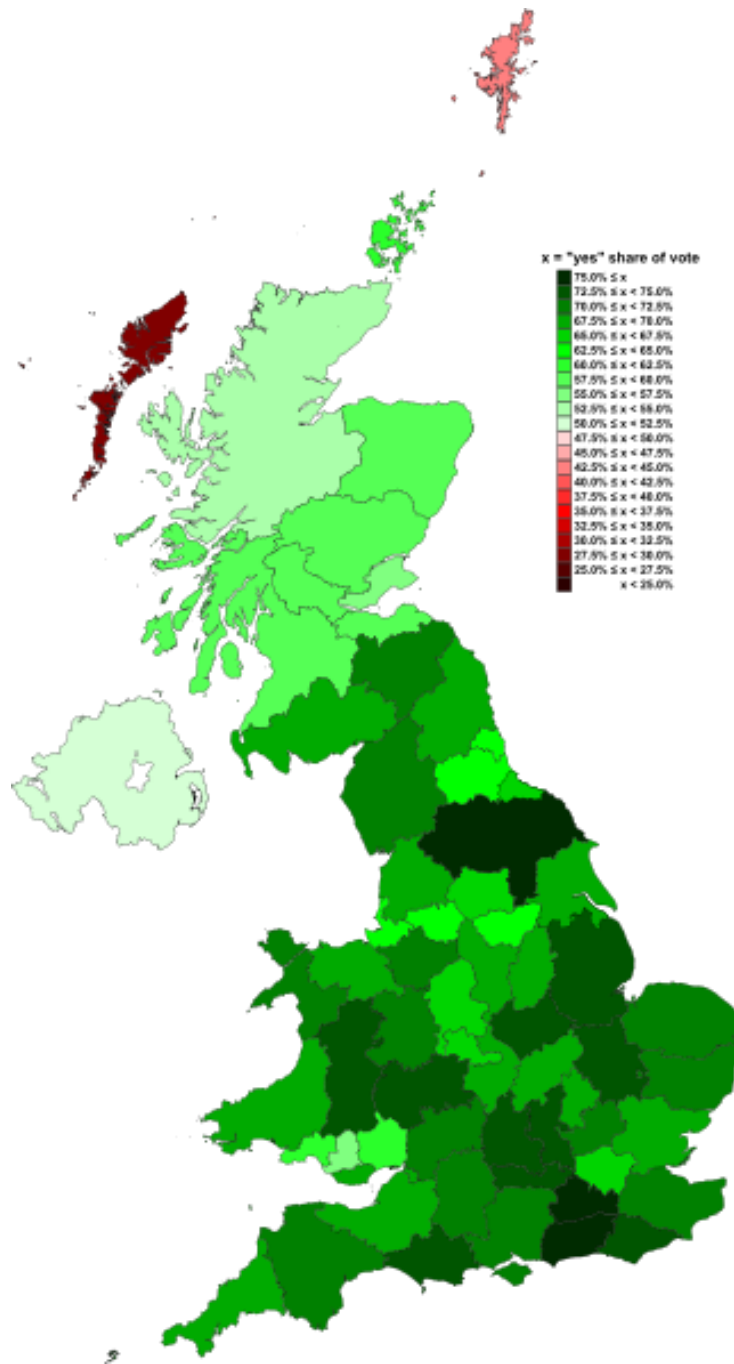 x = "yes" share of vote
75.0% ≤ x
72.5% ≤ x < 75.0%
70.0% ≤ x < 72.5%
67.5% ≤ x < 70.0%
65.0% ≤ x < 67.5%
62.5% ≤ x < 65.0%
60.0% ≤ x < 62.5%
57.5% ≤ x < 60.0%
55.0% ≤ x < 57.5%
52.5% ≤ x < 55.0%
50.0% ≤ x < 52.5%
47.5% ≤ x < 50.0%
45.0% ≤ x < 47.5%
42.5% ≤ x < 45.0%
40.0% ≤ x < 42.5%
37.5% ≤ x < 40.0%
35.0% ≤ x < 37.5%
32.5% ≤ x < 35.0%
30.0% ≤ x < 32.5%
27.5% ≤ x < 30.0%
25.0% ≤ x < 27.5%
x < 25.0%